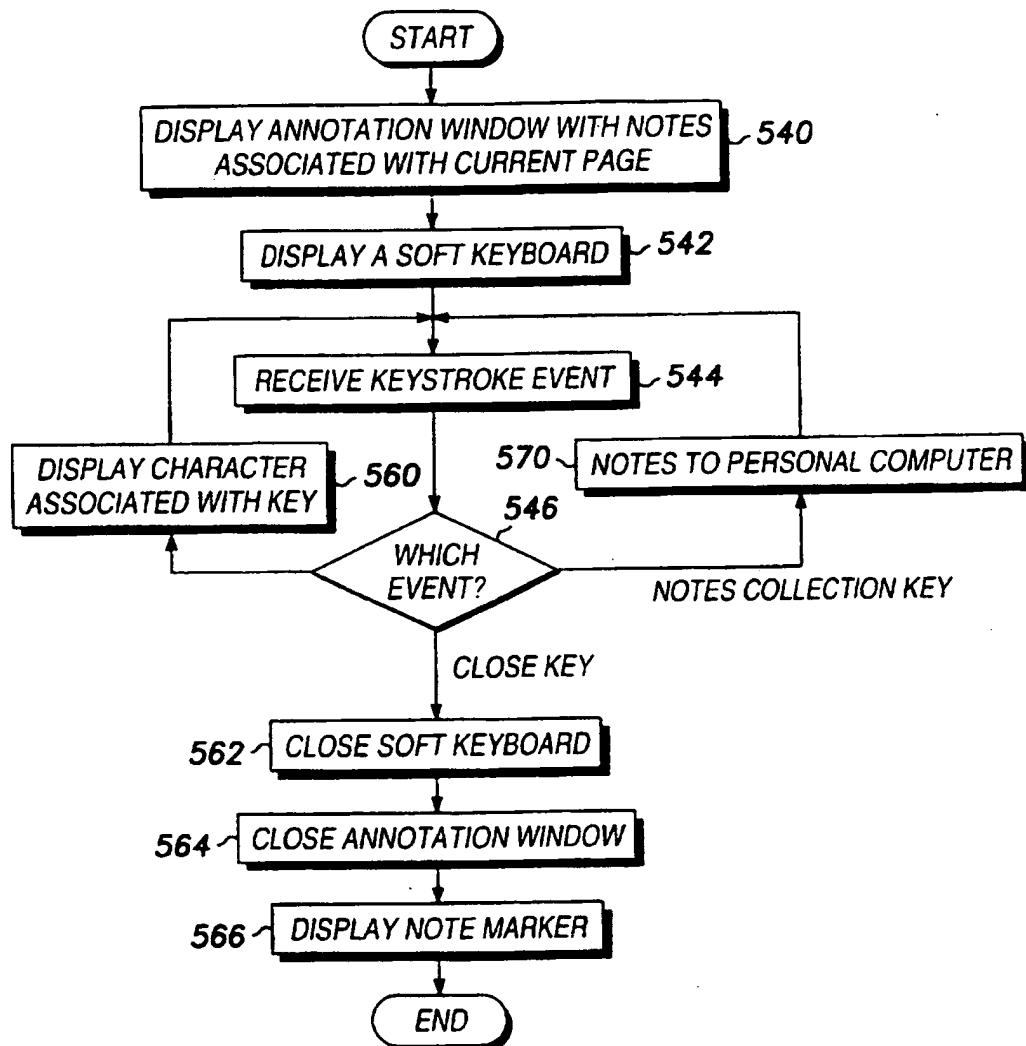 START
DISPLAY ANNOTATION WINDOW WITH NOTES
ASSOCIATED WITH CURRENT PAGE
540
DISPLAY A SOFT KEYBOARD
542
RECEIVE KEYSTROKE EVENT
544
DISPLAY CHARACTER
ASSOCIATED WITH KEY
560
570
NOTES TO PERSONAL COMPUTER
546
WHICH
EVENT?
NOTES COLLECTION KEY
CLOSE KEY
562
CLOSE SOFT KEYBOARD
564
CLOSE ANNOTATION WINDOW
566
DISPLAY NOTE MARKER
END